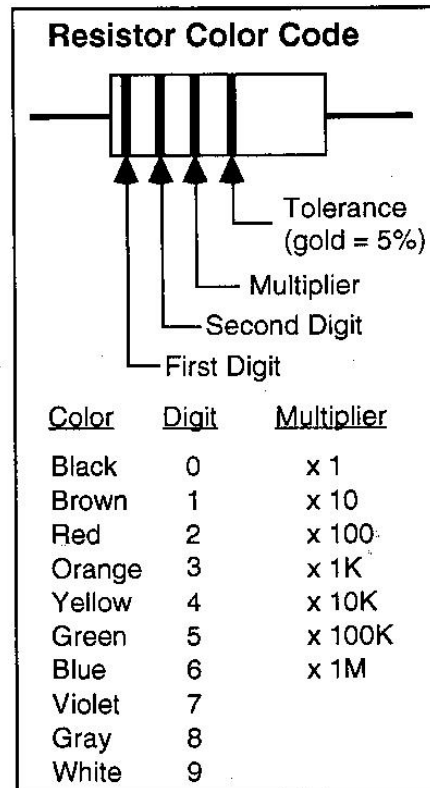 Resistor Color Code
Tolerance
(gold = 5%)
Multiplier
Second Digit
First Digit
Color Digit Multiplier
Black 0 x 1
Brown 1 x 10
Red 2 x 100
Orange 3 x 1K
Yellow 4 x 10K
Green 5 x 100K
Blue 6 x 1M
Violet 7
Gray 8
White 9